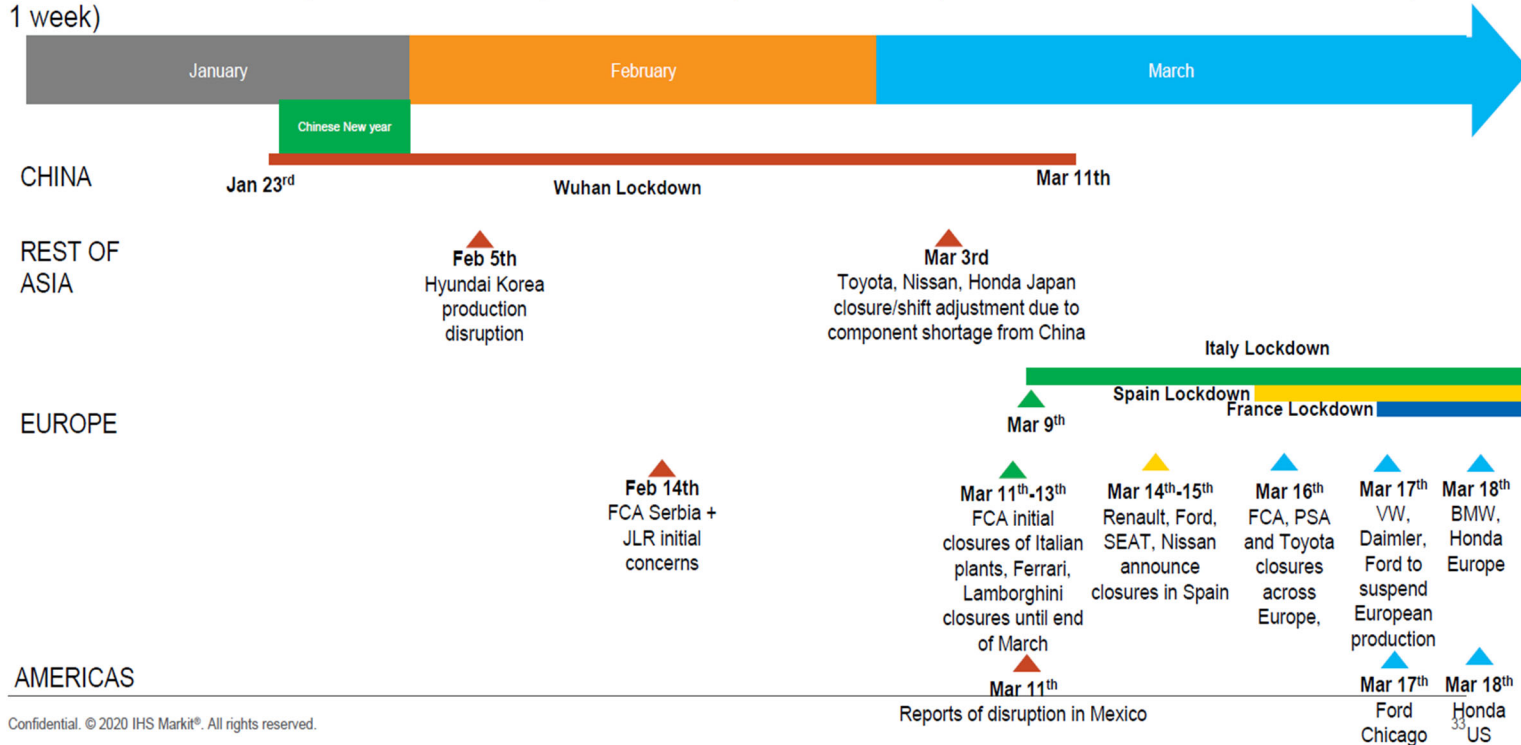 1 week)
January
February
March
Chinese New year
CHINA
Jan 23rd
Wuhan Lockdown
Mar 11th
REST OF
ASIA
Feb 5th
Hyundai Korea
production
disruption
Mar 3rd
Toyota, Nissan, Honda Japan
closure/shift adjustment due to
component shortage from China
Italy Lockdown
Spain Lockdown
France Lockdown
EUROPE
Mar 9th
Feb 14th
FCA Serbia +
JLR initial
concerns
Mar 11th-13th
FCA initial
closures of Italian
plants, Ferrari,
Lamborghini
closures until end
of March
Mar 14th-15th
Renault, Ford,
SEAT, Nissan
announce
closures in Spain
Mar 16th
FCA, PSA
and Toyota
closures
across
Europe,
Mar 17th
VW,
Daimler,
Ford to
suspend
European
production
Mar 18th
BMW,
Honda
Europe
AMERICAS
Mar 11th
Reports of disruption in Mexico
Mar 17th
Ford
Chicago
Mar 18th
Honda
US
Confidential. © 2020 IHS Markit®. All rights reserved.
33